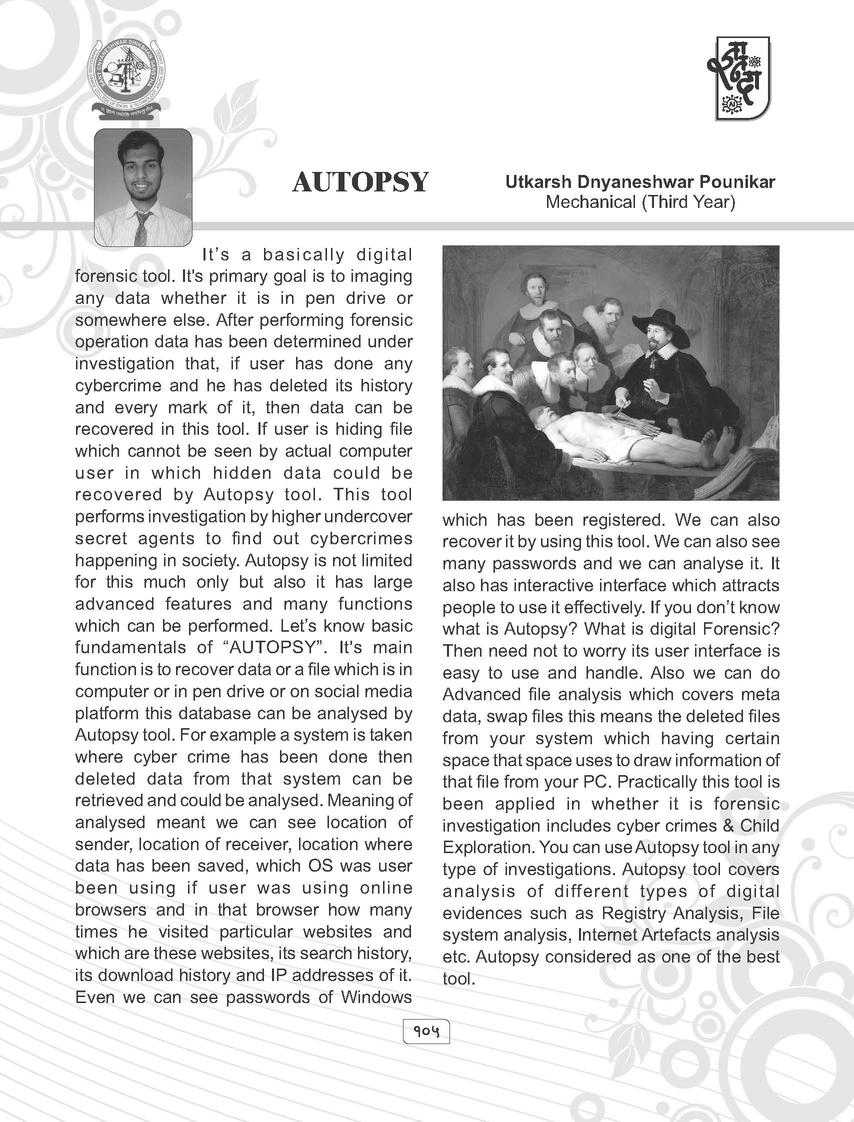 AUTOPSY
Utkarsh Dnyaneshwar Pounikar
Mechanical (Third Year)
It’s a basically digital
forensic tool. It's primary goal is to imaging
any data whether it is in pen drive or
somewhere else. After performing forensic
operation data has been determined under
investigation that, if user has done any
cybercrime and he has deleted its history
and every mark of it, then data can be
recovered in this tool. If user is hiding file
which cannot be seen by actual computer
user in which hidden data could be
recovered by Autopsy tool. This tool
performs investigation by higher undercover
secret agents to find out cybercrimes
happening in society. Autopsy is not limited
for this much only but also it has large
advanced features and many functions
which can be performed. Let’s know basic
fundamentals of “AUTOPSY”. It's main
function is to recover data or a file which is in
computer or in pen drive or on social media
platform this database can be analysed by
Autopsy tool. For example a system is taken
where cyber crime has been done then
deleted data from that system can be
retrieved and could be analysed. Meaning of
analysed meant we can see location of
sender, location of receiver, location where
data has been saved, which OS was user
been using if user was using online
browsers and in that browser how many
times he visited particular websites and
which are these websites, its search history,
its download history and IP addresses of it.
Even we can see passwords of Windows
which has been registered. We can also
recover it by using this tool. We can also see
many passwords and we can analyse it. It
also has interactive interface which attracts
people to use it effectively. If you don’t know
what is Autopsy? What is digital Forensic?
Then need not to worry its user interface is
easy to use and handle. Also we can do
Advanced file analysis which covers meta
data, swap files this means the deleted files
from your system which having certain
space that space uses to draw information of
that file from your PC. Practically this tool is
been applied in whether it is forensic
investigation includes cyber crimes & Child
Exploration. You can use Autopsy tool in any
type of investigations. Autopsy tool covers
analysis of different types of digital
evidences such as Registry Analysis, File
system analysis, Internet Artefacts analysis
etc. Autopsy considered as one of the best
tool.
१०५